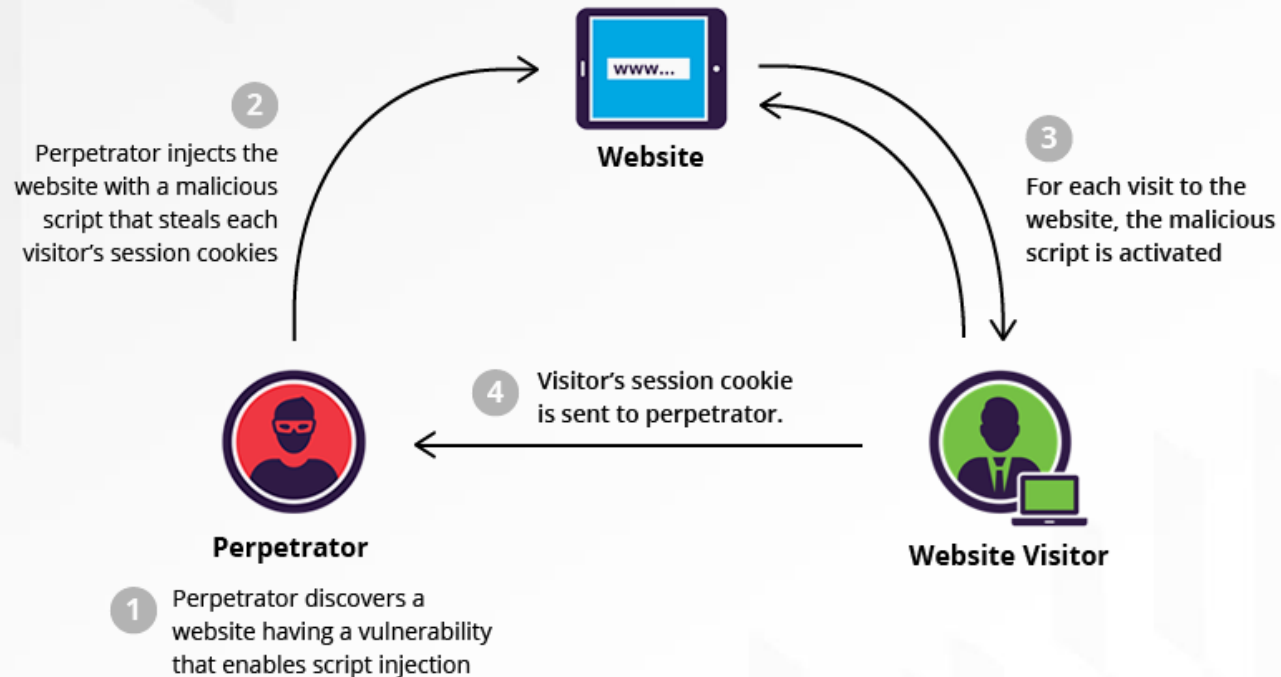 www...
Website
2
Perpetrator injects the
website with a malicious
script that steals each
visitor’s session cookies
3
For each visit to the
website, the malicious
script is activated
4
Visitor’s session cookie
is sent to perpetrator.
Perpetrator
Website Visitor
1
Perpetrator discovers a
website having a vulnerability
that enables script injection